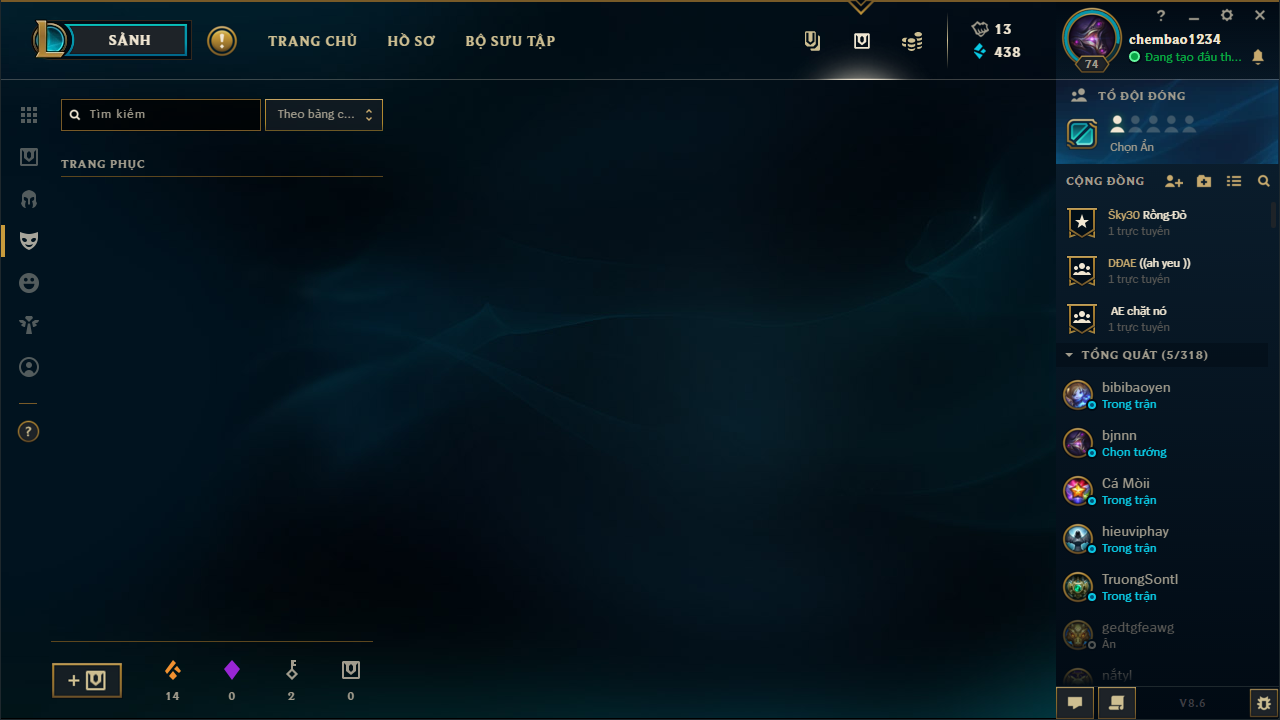 SẢNH
TRANG CHỦ
HỒ SƠ
BỘ SƯU TẬP
13
438
?
74
chembao1234
Đang tạo đấu th...
Tìm kiếm
Theo bảng c...
TRANG PHỤC
?
14
0
2
0
TỔ ĐỘI ĐÓNG
Chọn Ẩn
CỘNG ĐỒNG
Šky30 Rồng-Đỏ
1 trực tuyến
DĐAE ((ah yeu ))
1 trực tuyến
AE chặt nó
1 trực tuyến
TỔNG QUÁT (5/318)
bibibaoyen
Trong trận
bjnnn
Chọn tướng
Cá Mòii
Trong trận
hieuviphay
Trong trận
TruongSontl
Trong trận
gedtgfeawg
Ẩn
nắtyl
V8.6